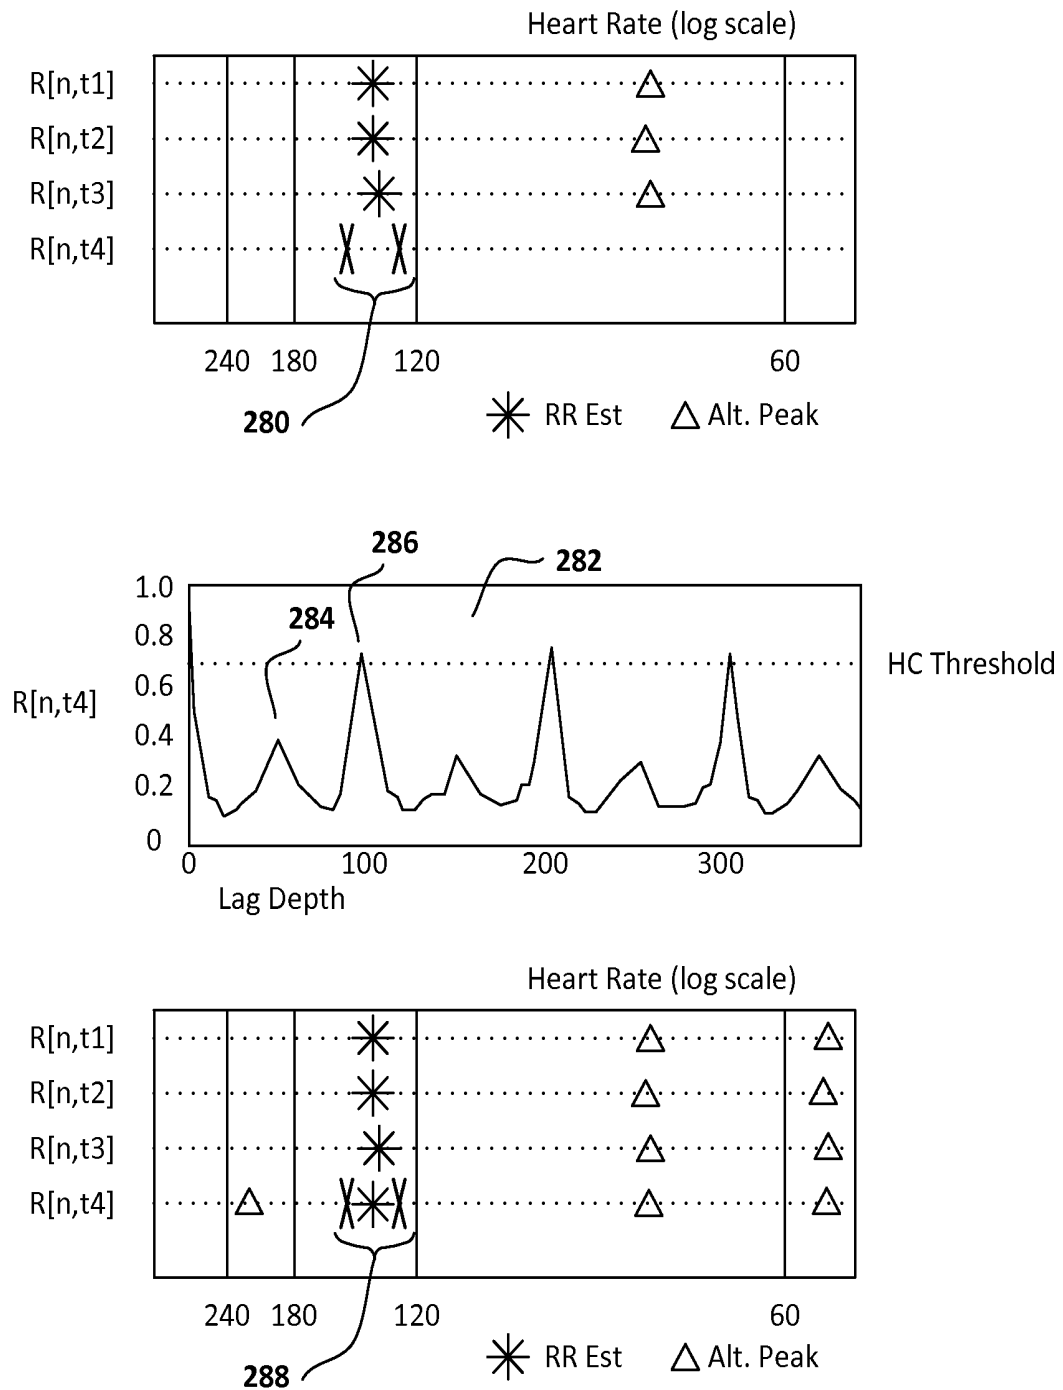 Heart Rate (log scale)
R[n,t1]
R[n,t2]
R[n,t3]
R[n,t4]
240 180 120 60
280
RR Est Alt. Peak
286
282
284
1.0
0.8
0.6
0.4
0.2
0
R[n,t4]
HC Threshold
0 100 200 300
Lag Depth
Heart Rate (log scale)
R[n,t1]
R[n,t2]
R[n,t3]
R[n,t4]
240 180 120 60
288
RR Est Alt. Peak